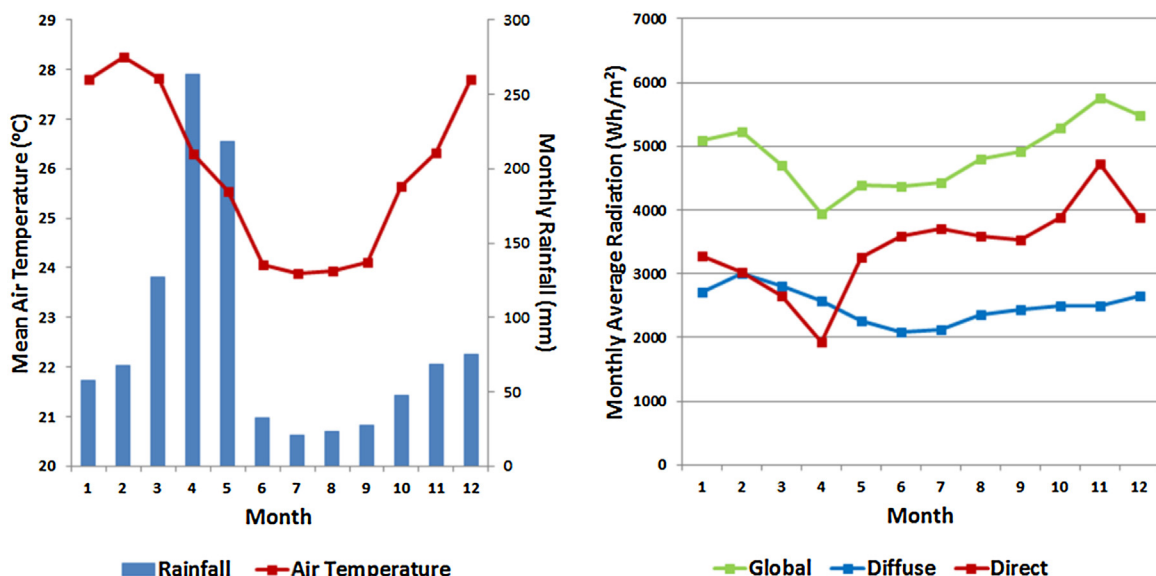 Mean Air Temperature (ºC)
29
28
27
26
25
24
23
22
21
20
300
250
200
150
100
50
0
Monthly Rainfall (mm)
1 2 3 4 5 6 7 8 9 10 11 12
Month
Rainfall Air Temperature
Monthly Average Radiation (Wh/m²)
7000
6000
5000
4000
3000
2000
1000
0
1 2 3 4 5 6 7 8 9 10 11 12
Month
Global Diffuse Direct